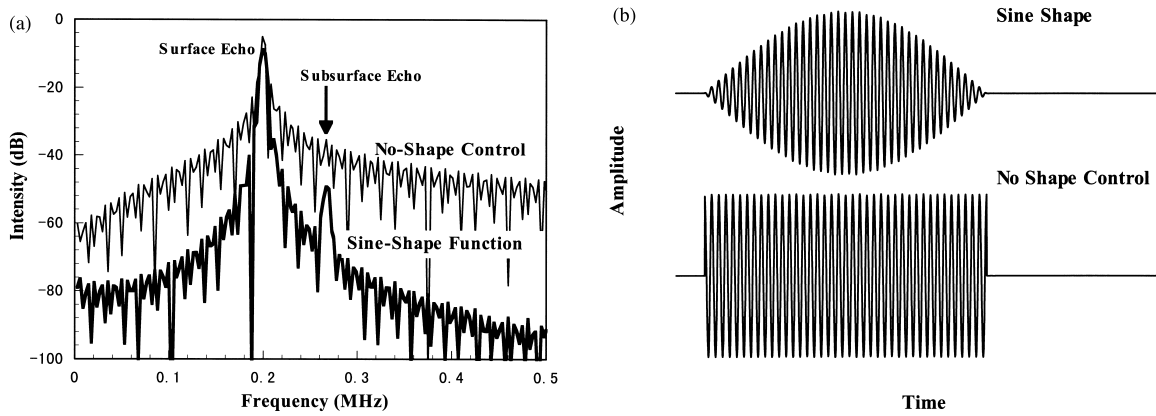 (a)
0
Surface Echo
Subsurface Echo
−20
−40
No-Shape Control
Intensity (dB)
−60
Sine-Shape Function
−80
−100
0
0.1
0.2
0.3
0.4
0.5
Frequency (MHz)
(b)
Sine Shape
Amplitude
No Shape Control
Time